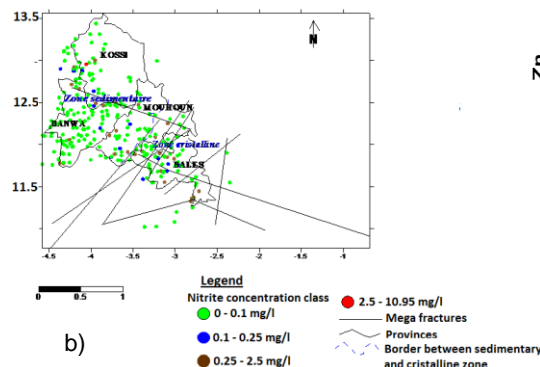 13.5
N
KOSSI
12.5
Zone sedimentaire
MOUHOUN
BANWA
Zone cristalline
BALES
11.5
-4.5 -4 -3.5 -3 -2.5 -2 -1.5 -1
0 0.5 1
Legend
Nitrite concentration class
0 - 0.1 mg/l
0.1 - 0.25 mg/l
0.25 - 2.5 mg/l
2.5 - 10.95 mg/l
Mega fractures
Provinces
Border between sedimentary
and cristalline zone
b)